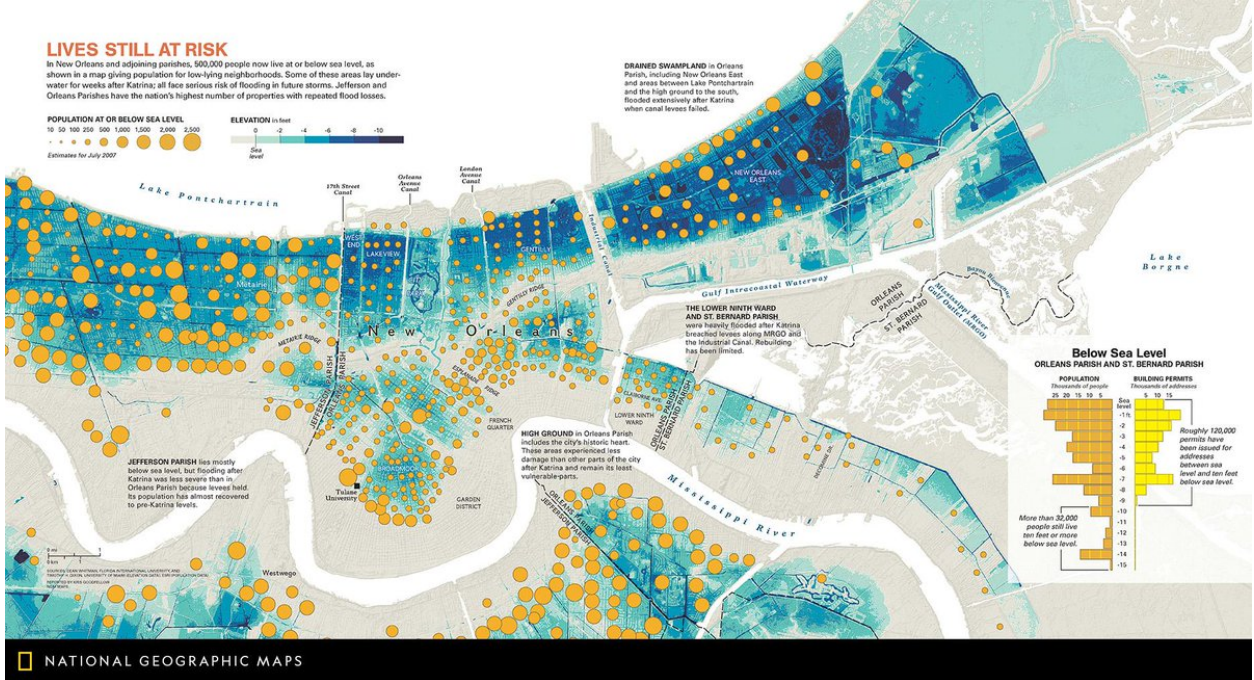 LIVES STILL AT RISK
In New Orleans and adjoining parishes, 500,000 people now live at or below sea level, as
shown in a map giving population for low-lying neighborhoods. Some of these areas lay under-
water for weeks after Katrina; all face serious risk of flooding in future storms. Jefferson and
Orleans Parishes have the nation's highest number of properties with repeated flood losses.
POPULATION AT OR BELOW SEA LEVEL
10 50 100 250 500 1,000 1,500 2,000 2,500
Estimates for July 2007
ELEVATION in feet
0 -2 -4 -6 -8 -10
Sea
level
DRAINED SWAMPLAND in Orleans
Parish, including New Orleans East
and areas between Lake Pontchartrain
and the high ground to the south,
flooded extensively after Katrina
when canal levees failed.
Lake Pontchartrain
17th Street
Canal
Orleans
Avenue
Canal
London
Avenue
Canal
Industrial Canal
NEW ORLEANS
EAST
WEST
END
LAKEVIEW
GENTILLY
Metairie
GENTILLY RIDGE
Gulf Intracoastal Waterway
Lake
Borgne
Bayou Bienvenue
Mississippi River
Gulf Outlet (MRGO)
ORLEANS
PARISH
ST. BERNARD
PARISH
New Orleans
METAIRIE RIDGE
JEFFERSON PARISH
ORLEANS PARISH
ESPLANADE RIDGE
FRENCH
QUARTER
THE LOWER NINTH WARD
AND ST. BERNARD PARISH
were heavily flooded after Katrina
breached levees along MRGO and
the Industrial Canal. Rebuilding
has been limited.
CLAIBORNE AVE.
LOWER NINTH
WARD
ORLEANS PARISH
ST. BERNARD PARISH
HIGH GROUND in Orleans Parish
includes the city's historic heart.
These areas experienced less
damage than other parts of the city
after Katrina and remain its least
vulnerable parts.
JEFFERSON PARISH lies mostly
below sea level, but flooding after
Katrina was less severe than in
Orleans Parish because levees held.
Its population has almost recovered
to pre-Katrina levels.
BROADMOOR
Tulane
University
GARDEN
DISTRICT
ORLEANS PARISH
JEFFERSON PARISH
Mississippi River
Westwego
0 mi 1
0 km 1
Below Sea Level
ORLEANS PARISH AND ST. BERNARD PARISH
POPULATION
Thousands of people
25 20 15 10 5
BUILDING PERMITS
Thousands of addresses
5 10 15
Sea
level
-1 ft
-2
-3
-4
-5
-6
-7
-8
-9
-10
-11
-12
-13
-14
-15
Roughly 120,000
permits have
been issued for
addresses
between sea
level and ten feet
below sea level.
More than 32,000
people still live
ten feet or more
below sea level.
NATIONAL GEOGRAPHIC MAPS